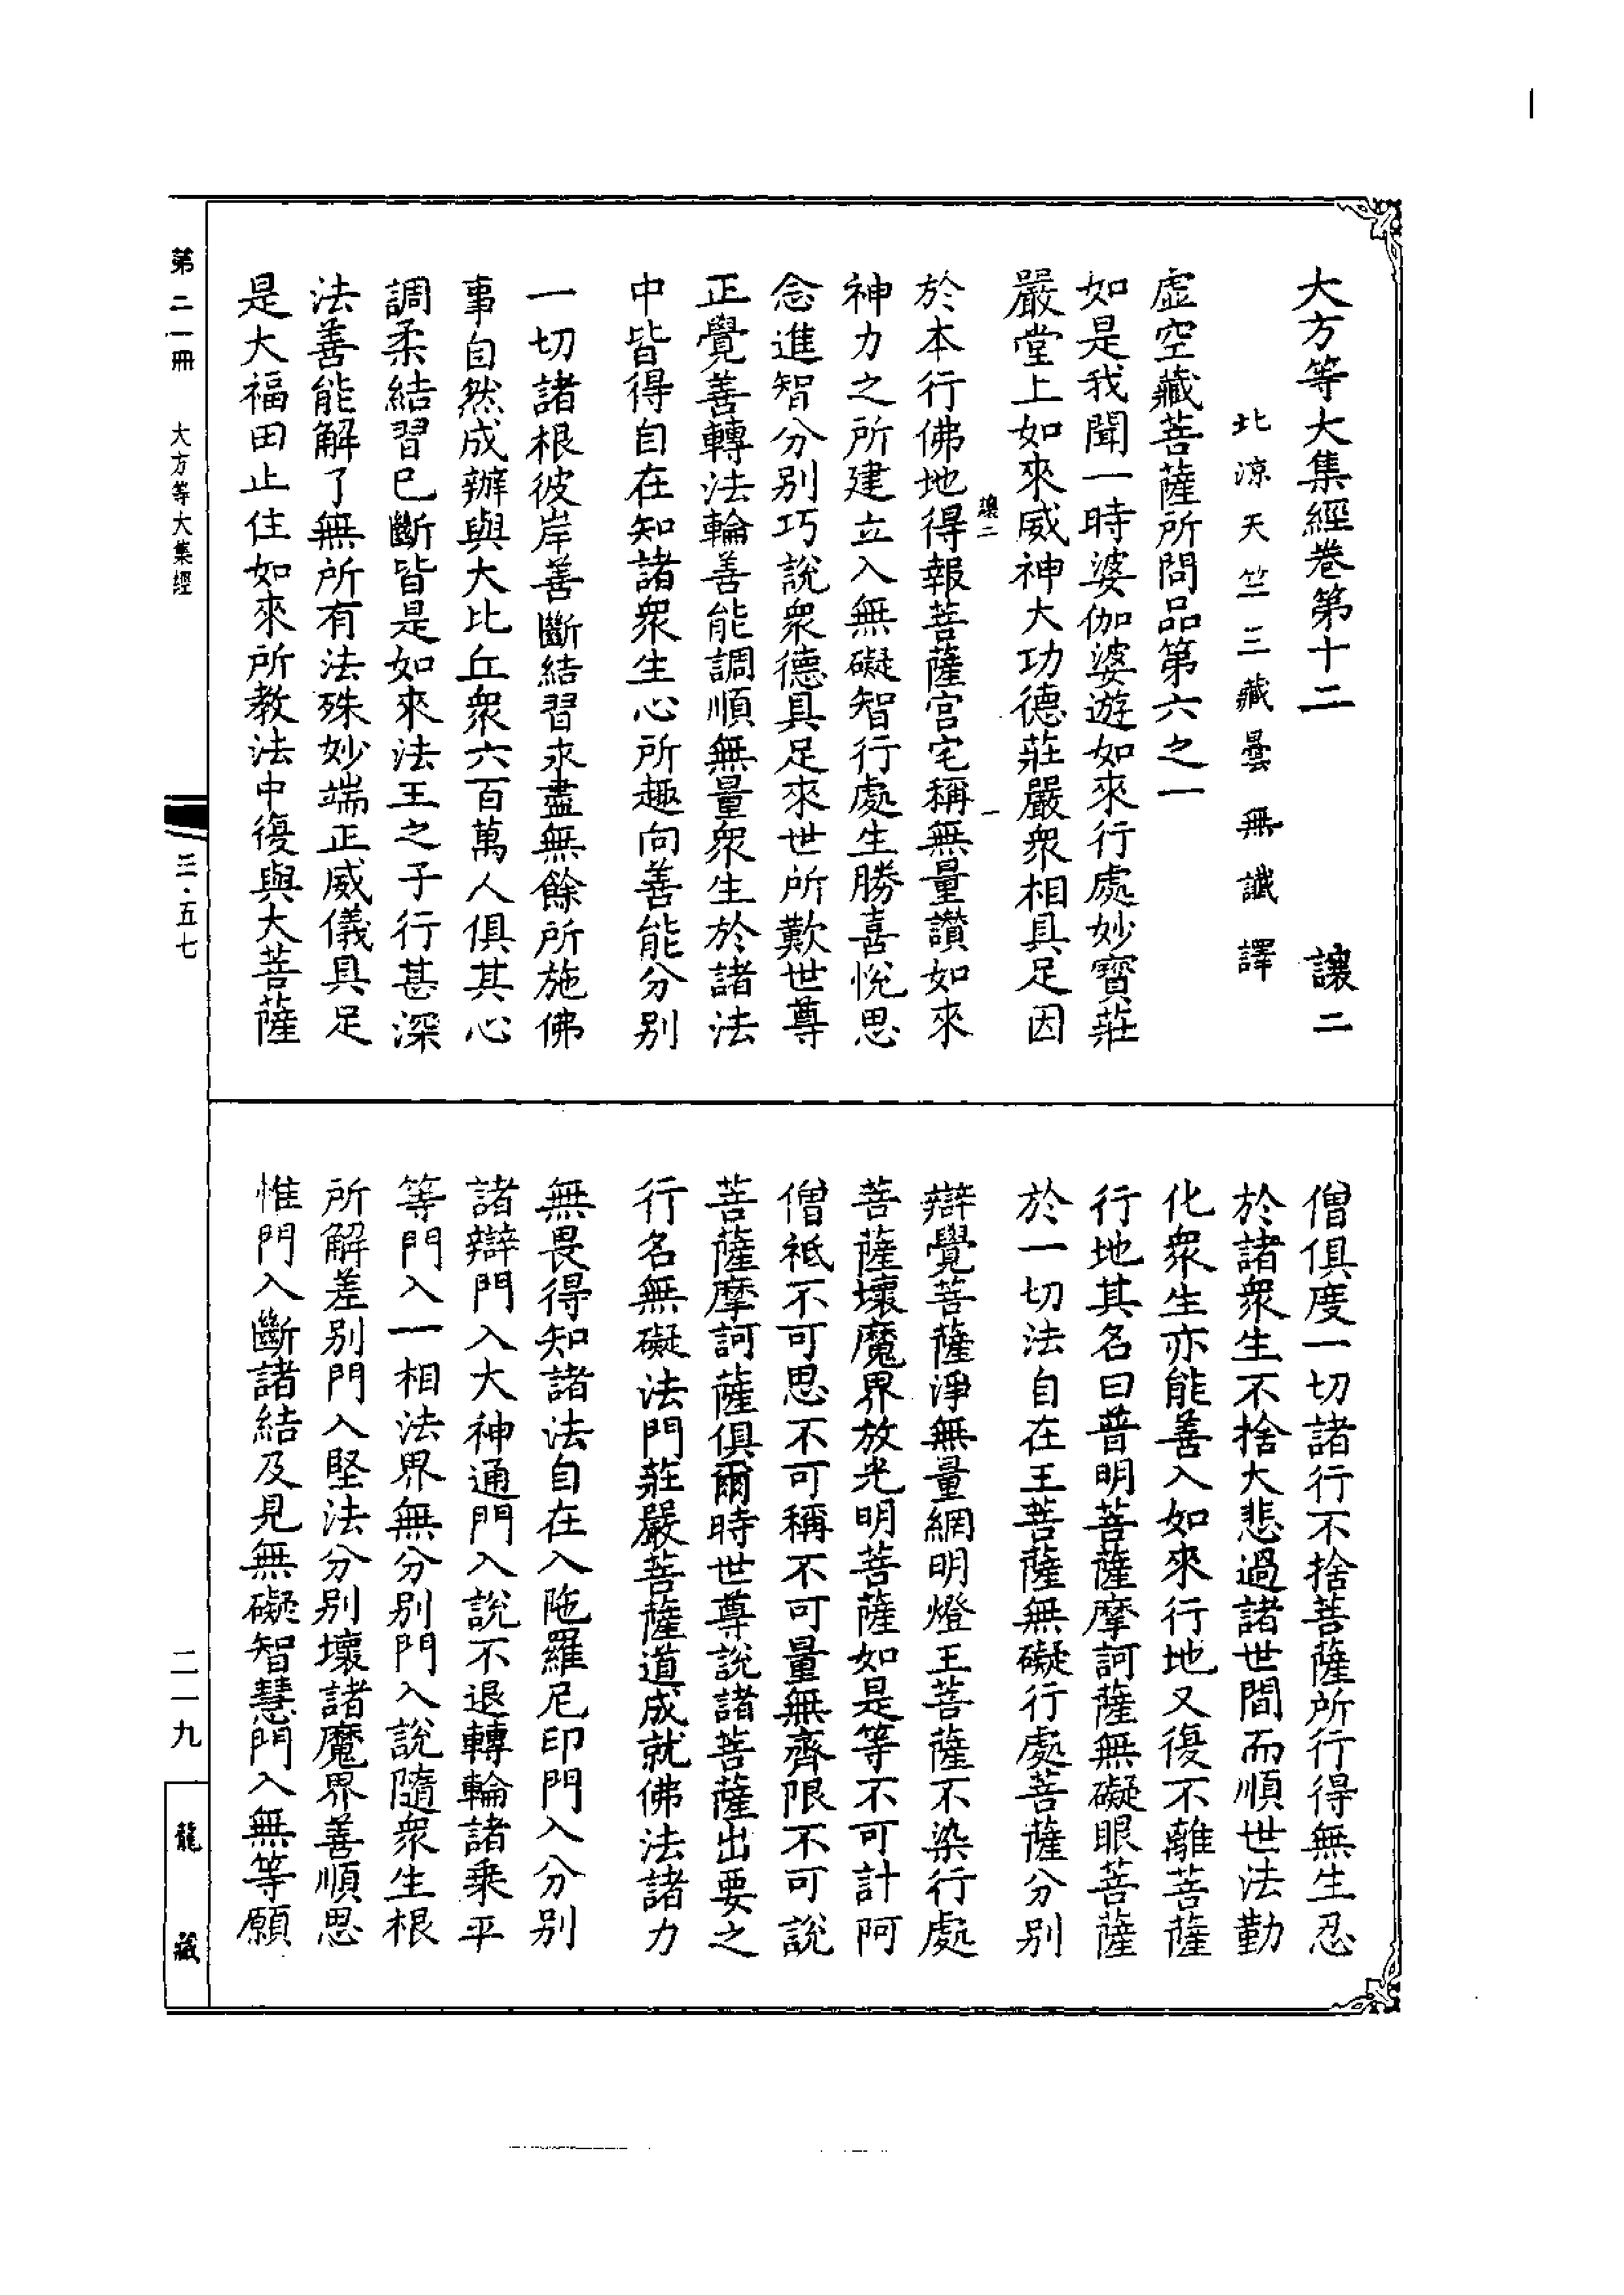 大方等大集經卷第十二　讓二
北涼天竺三藏曇無讖譯
虛空藏菩薩所問品第六之一
如是我聞一時婆伽婆遊如來行處妙寶莊
嚴堂上如來威神大功德莊嚴衆相具足因
於本行佛地得報菩薩宮宅稱無量讚如來
讓二
一
神力之所建立入無礙智行處生勝喜悅思
念進智分別巧說衆德具足來世所歎世尊
正覺善轉法輪善能調順無量衆生於諸法
中皆得自在知諸衆生心所趣向善能分別
一切諸根彼岸善斷結習永盡無餘所施佛
事自然成辦與大比丘衆六百萬人俱其心
調柔結習已斷皆是如來法王之子行甚深
法善能解了無所有法殊妙端正威儀具足
是大福田止住如來所教法中復與大菩薩
僧俱度一切諸行不捨菩薩所行得無生忍
於諸衆生不捨大悲過諸世間而順世法勤
化衆生亦能善入如來行地又復不離菩薩
行地其名曰普明菩薩摩訶薩無礙眼菩薩
於一切法自在王菩薩無礙行處菩薩分別
辯覺菩薩淨無量網明燈王菩薩不染行處
菩薩壞魔界放光明菩薩如是等不可計阿
僧祇不可思不可稱不可量無齊限不可說
菩薩摩訶薩俱爾時世尊說諸菩薩出要之
行名無礙法門莊嚴菩薩道成就佛法諸力
無畏得知諸法自在入陁羅尼印門入分別
諸辯門入大神通門入說不退轉輪諸乘平
等門入一相法界無分別門入說隨衆生根
所解差別門入堅法分別壞諸魔界善順思
惟門入斷諸結及見無礙智慧門入無等願
第二一冊　大方等大集經
三·五七
二一九
龍藏